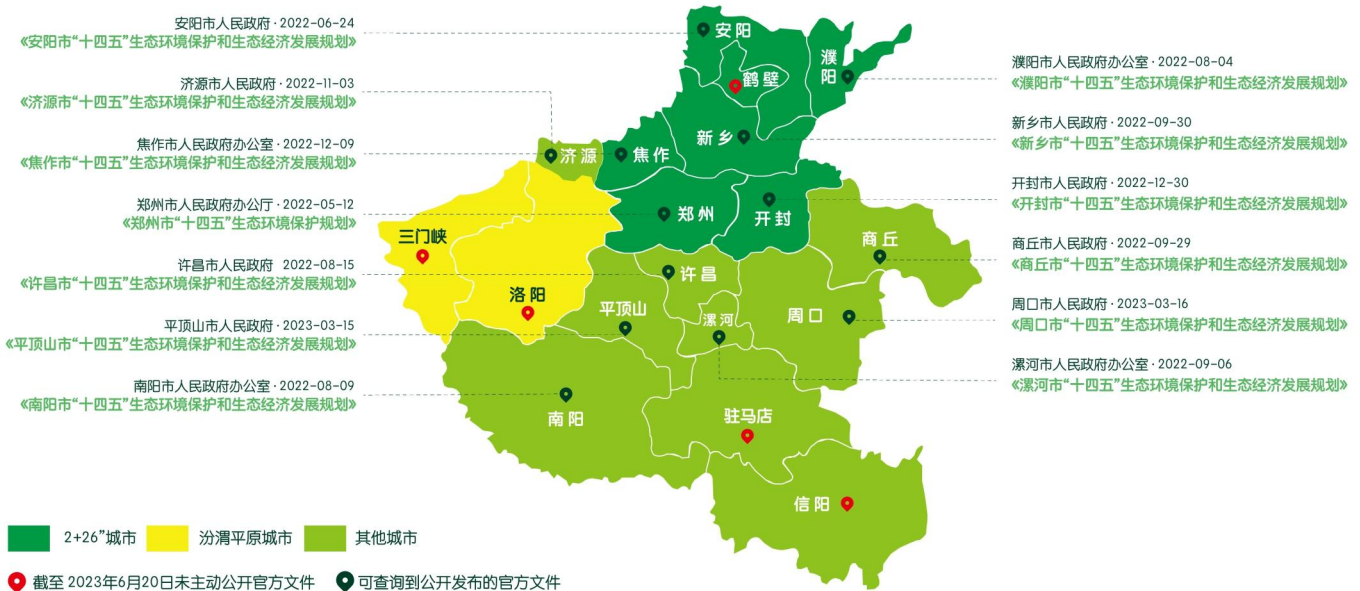 安阳市人民政府 · 2022-06-24
《安阳市“十四五”生态环境保护和生态经济发展规划》
济源市人民政府 · 2022-11-03
《济源市“十四五”生态环境保护和生态经济发展规划》
焦作市人民政府办公室 · 2022-12-09
《焦作市“十四五”生态环境保护和生态经济发展规划》
郑州市人民政府办公厅 · 2022-05-12
《郑州市“十四五”生态环境保护规划》
许昌市人民政府 2022-08-15
《许昌市“十四五”生态环境保护和生态经济发展规划》
平顶山市人民政府 · 2023-03-15
《平顶山市“十四五”生态环境保护和生态经济发展规划》
南阳市人民政府办公室 · 2022-08-09
《南阳市“十四五”生态环境保护和生态经济发展规划》
安阳
濮阳
鹤壁
新乡
济源
焦作
郑州
开封
三门峡
商丘
许昌
洛阳
平顶山
漯河
周口
南阳
驻马店
信阳
濮阳市人民政府办公室 · 2022-08-04
《濮阳市“十四五”生态环境保护和生态经济发展规划》
新乡市人民政府 · 2022-09-30
《新乡市“十四五”生态环境保护和生态经济发展规划》
开封市人民政府 · 2022-12-30
《开封市“十四五”生态环境保护和生态经济发展规划》
商丘市人民政府 · 2022-09-29
《商丘市“十四五”生态环境保护和生态经济发展规划》
周口市人民政府 · 2023-03-16
《周口市“十四五”生态环境保护和生态经济发展规划》
漯河市人民政府办公室 · 2022-09-06
《漯河市“十四五”生态环境保护和生态经济发展规划》
2+26”城市
汾渭平原城市
其他城市
截至 2023年6月20日未主动公开官方文件
可查询到公开发布的官方文件